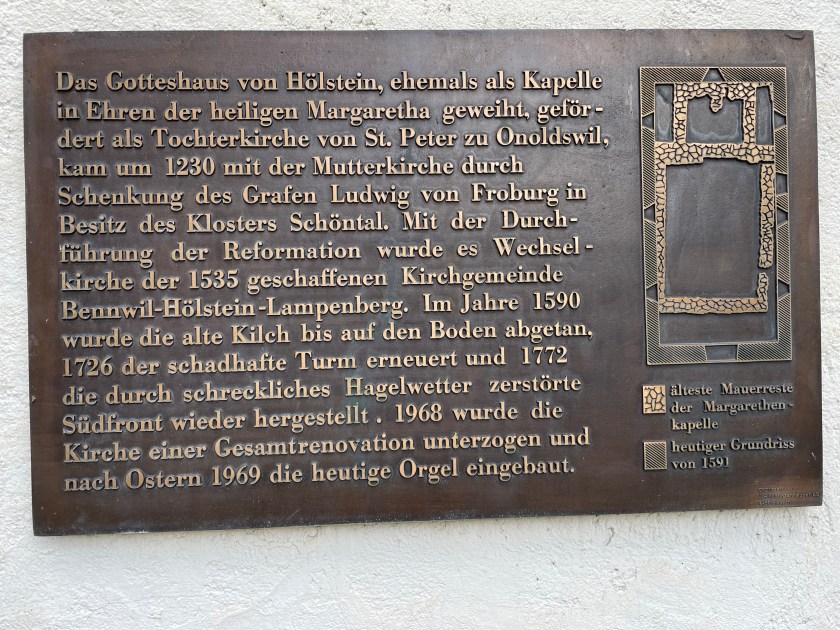 Das Gotteshaus von Hölstein, ehemals als Kapelle
in Ehren der heiligen Margaretha geweiht, geför-
dert als Tochterkirche von St. Peter zu Onoldswil,
kam um 1230 mit der Mutterkirche durch
Schenkung des Grafen Ludwig von Froburg in
Besitz des Klosters Schöntal. Mit der Durch-
führung der Reformation wurde es Wechsel-
kirche der 1535 geschaffenen Kirchgemeinde
Bennwil-Hölstein-Lampenberg. Im Jahre 1590
wurde die alte Kilch bis auf den Boden abgetan,
1726 der schadhafte Turm erneuert und 1772
die durch schreckliches Hagelwetter zerstörte
Südfront wieder hergestellt. 1968 wurde die
Kirche einer Gesamtrenovation unterzogen und
nach Ostern 1969 die heutige Orgel eingebaut.
älteste Mauerreste
der Margarethen-
kapelle
heutiger Grundriss
von 1591